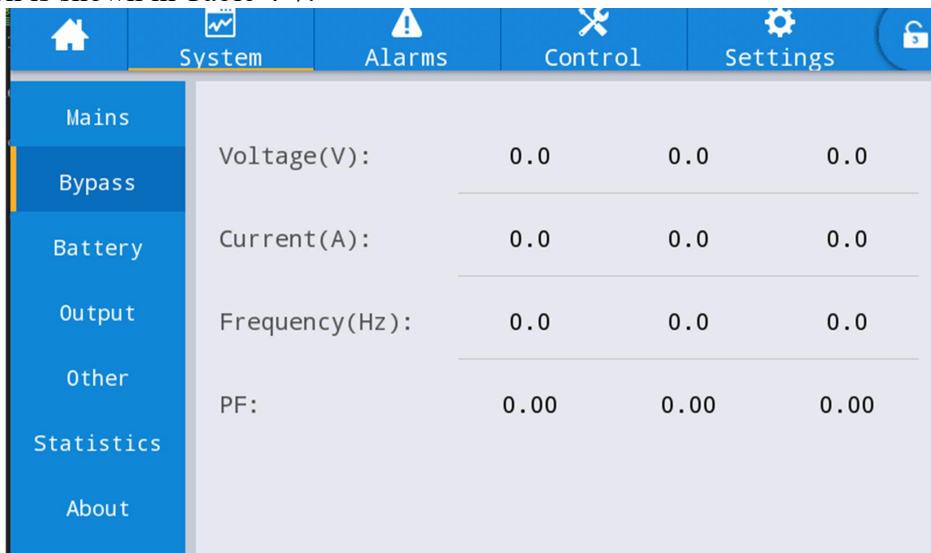 System Alarms Control Settings
3
Mains
Voltage(V): 0.0 0.0 0.0
Bypass
Battery
Current(A): 0.0 0.0 0.0
Output
Frequency(Hz): 0.0 0.0 0.0
Other
PF: 0.00 0.00 0.00
Statistics
About